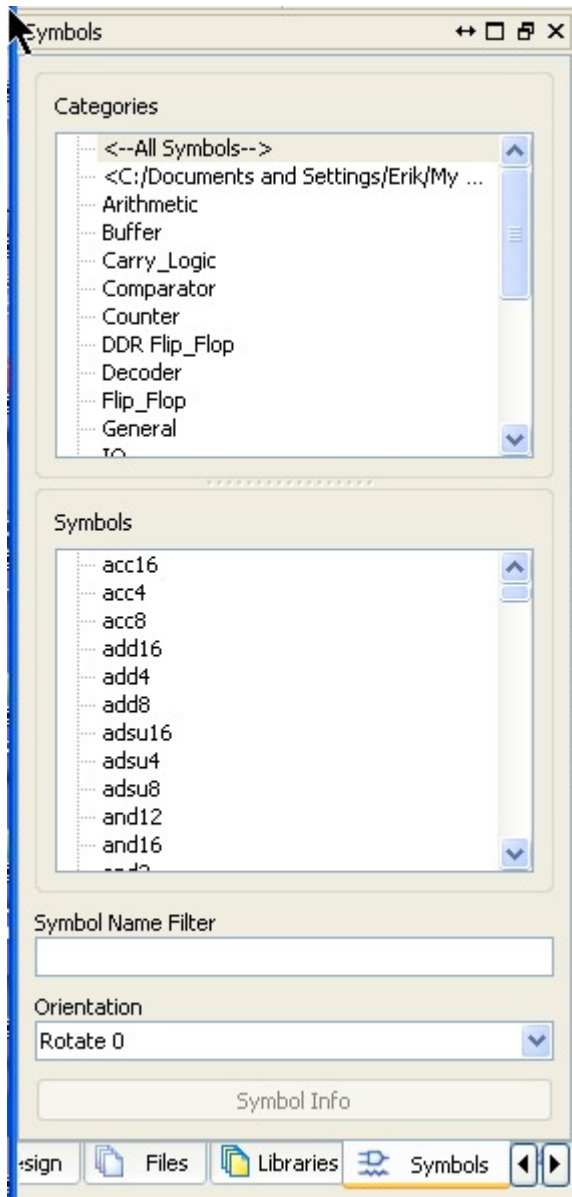 Symbols
Categories
<--All Symbols-->
<C:/Documents and Settings/Erik/My ...
Arithmetic
Buffer
Carry_Logic
Comparator
Counter
DDR Flip_Flop
Decoder
Flip_Flop
General
IO
Symbols
acc16
acc4
acc8
add16
add4
add8
adsu16
adsu4
adsu8
and12
and16
Symbol Name Filter
Orientation
Rotate 0
Symbol Info
sign Files Libraries Symbols